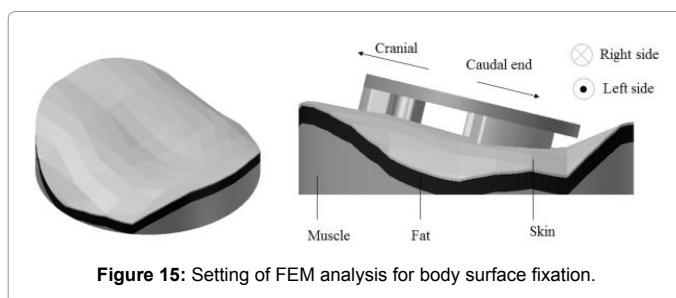 Cranial
Caudal end
Right side
Left side
Muscle
Fat
Skin
Figure 15: Setting of FEM analysis for body surface fixation.